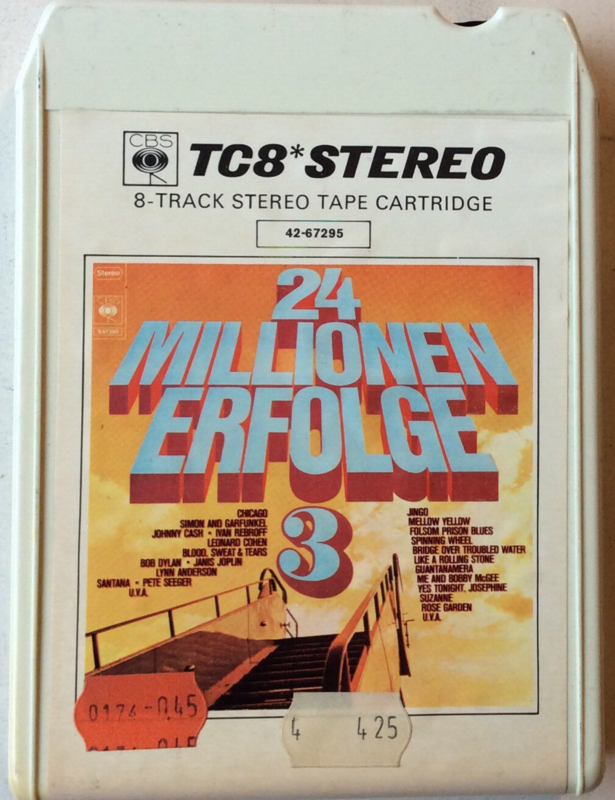 CBS
TC8*STEREO
8-TRACK STEREO TAPE CARTRIDGE
42-67295
Stereo
CBS
24
MILLIONEN
ERFOLGE
3
CHICAGO
SIMON AND GARFUNKEL
JOHNNY CASH • IVAN REBROFF
LEONARD COHEN
BLOOD, SWEAT & TEARS
BOB DYLAN • JANIS JOPLIN
LYNN ANDERSON
SANTANA • PETE SEEGER
U.V.A.
JINGO
MELLOW YELLOW
FOLSOM PRISON BLUES
SPINNING WHEEL
BRIDGE OVER TROUBLED WATER
LIKE A ROLLING STONE
GUANTANAMERA
ME AND BOBBY McGEE
YES TONIGHT, JOSEPHINE
SUZANNE
ROSE GARDEN
U.V.A.
0174-0.45
4 425